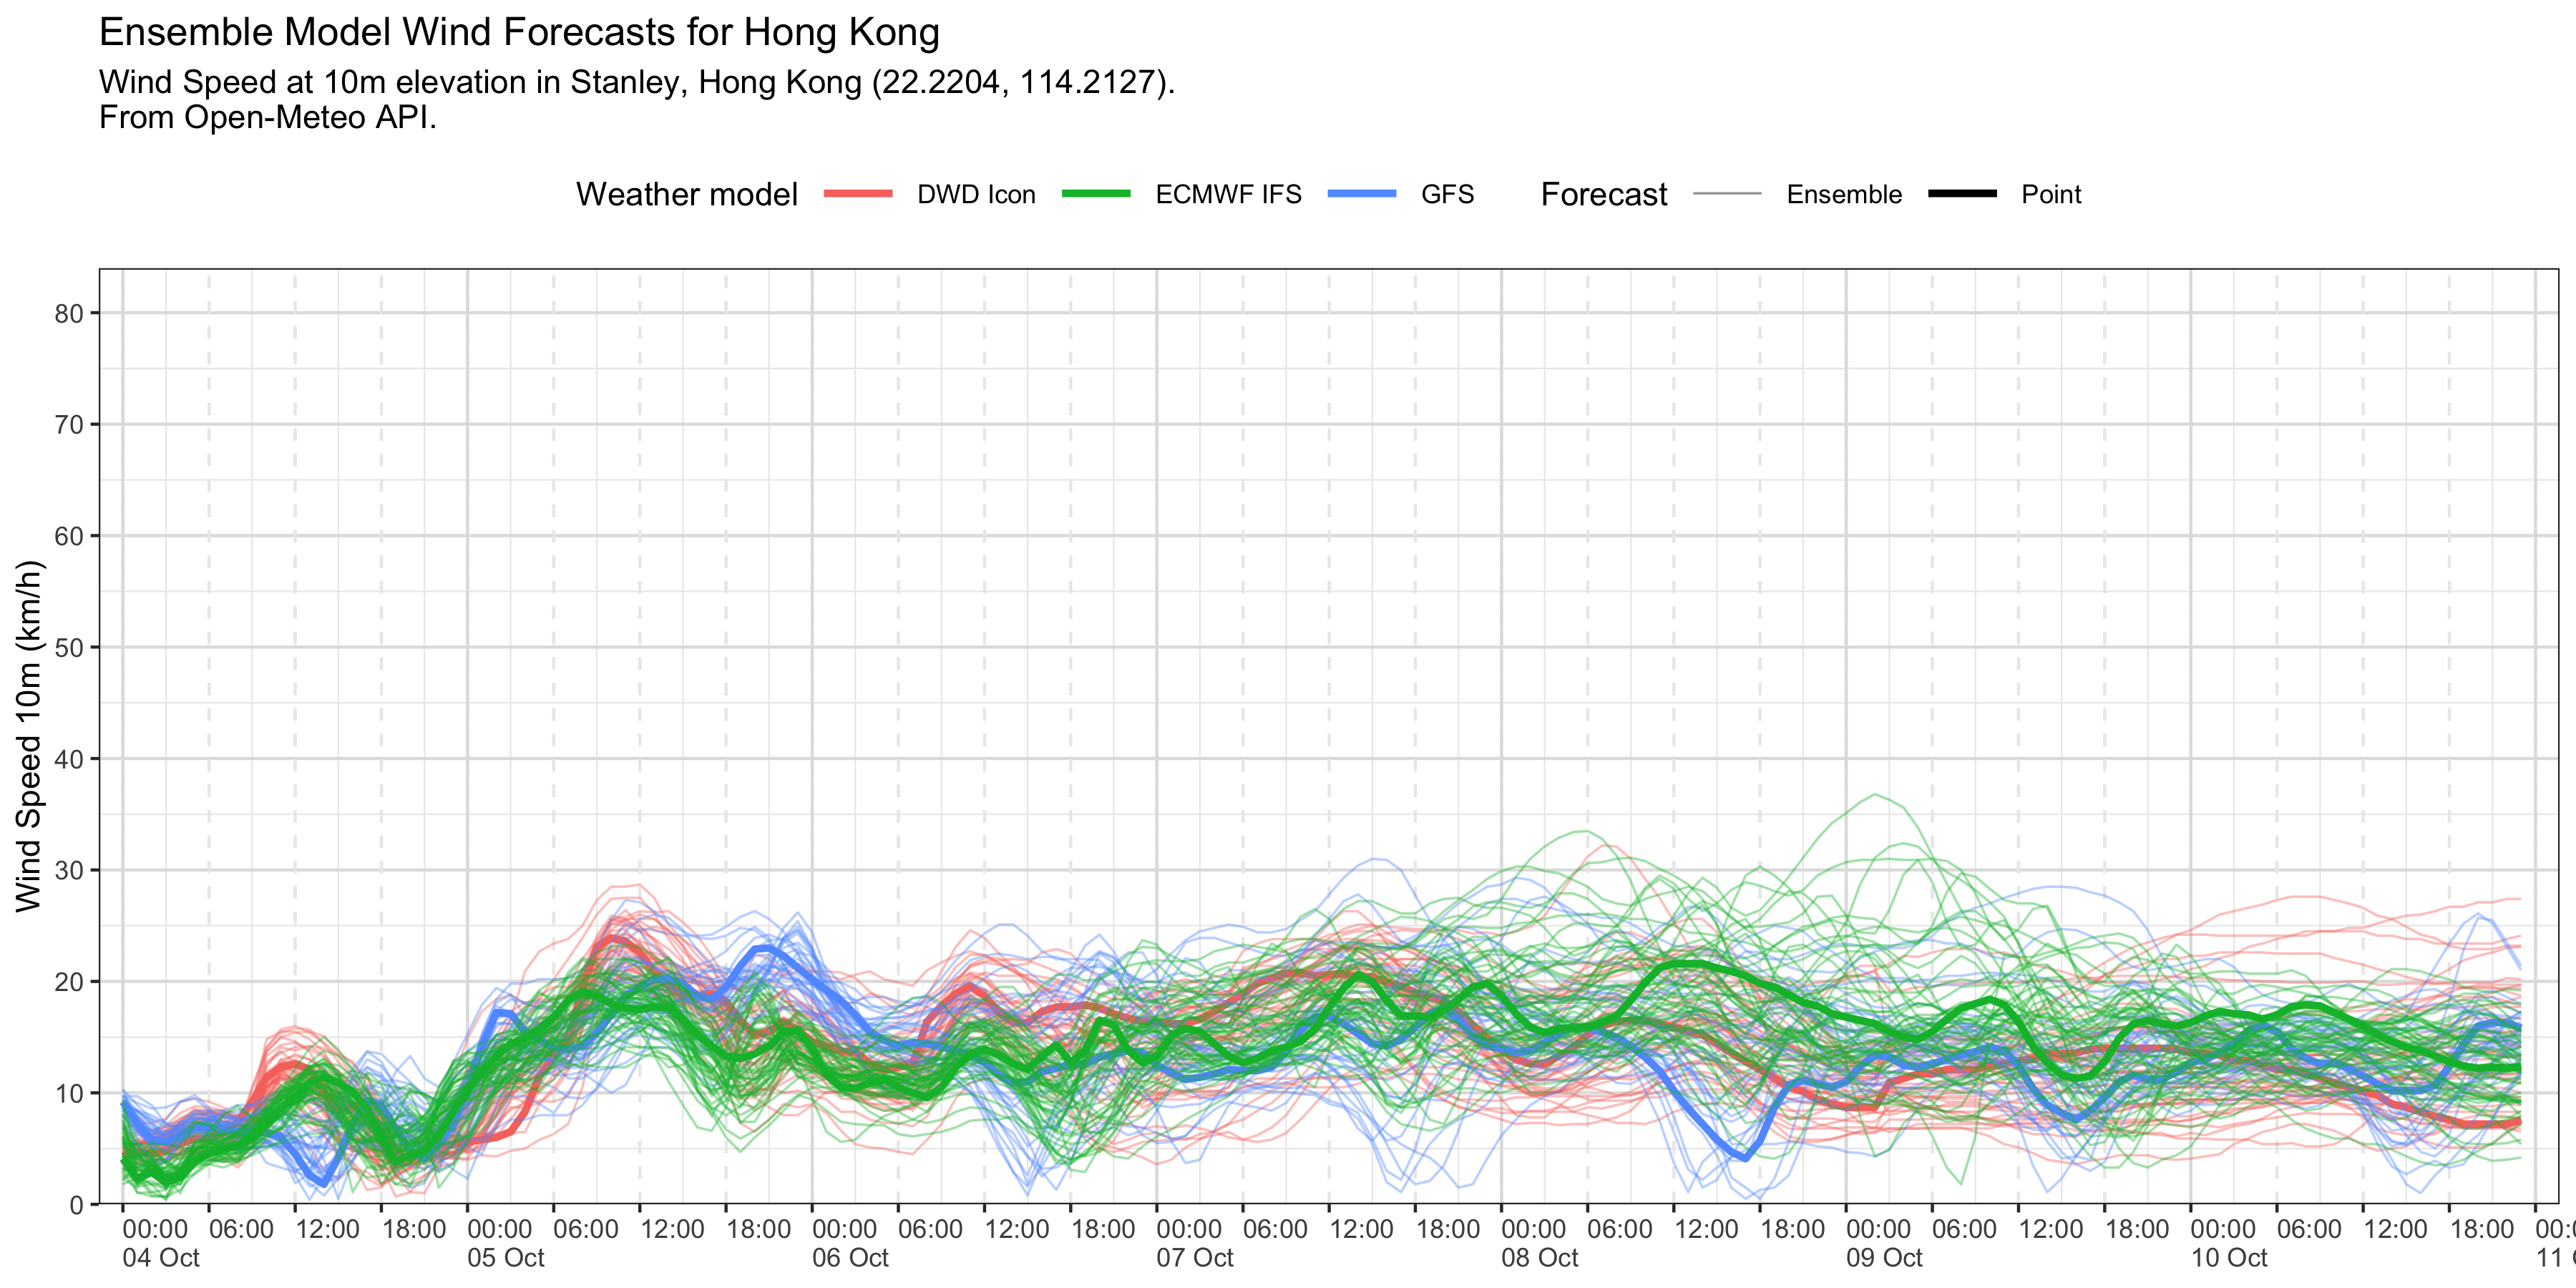 Ensemble Model Wind Forecasts for Hong Kong
Wind Speed at 10m elevation in Stanley, Hong Kong (22.2204, 114.2127).
From Open-Meteo API.
Weather model DWD Icon ECMWF IFS GFS Forecast Ensemble Point
Wind Speed 10m (km/h)
80
70
60
50
40
30
20
10
0
00:00 06:00 12:00 18:00 00:00 06:00 12:00 18:00 00:00 06:00 12:00 18:00 00:00 06:00 12:00 18:00 00:00 06:00 12:00 18:00 00:00 06:00 12:00 18:00 00:00 06:00 12:00 18:00
04 Oct 05 Oct 06 Oct 07 Oct 08 Oct 09 Oct 10 Oct 11